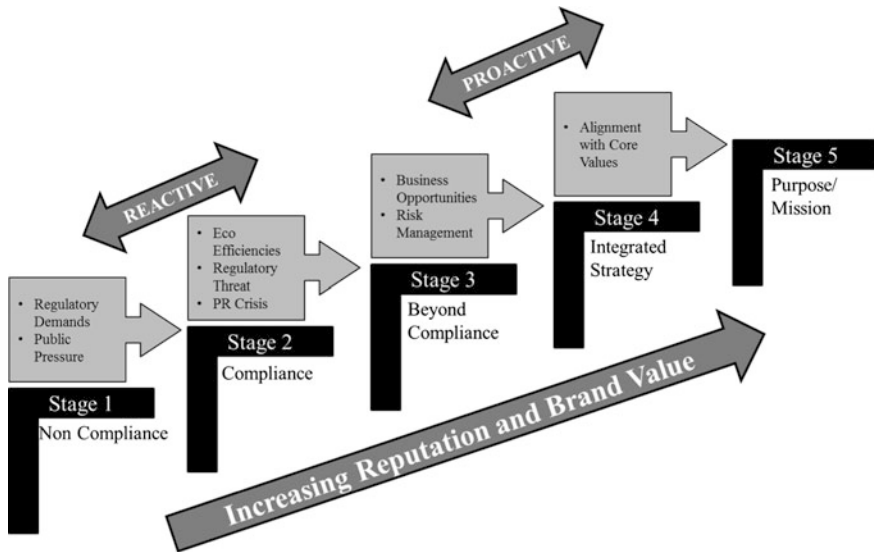 PROACTIVE
REACTIVE
• Regulatory
Demands
• Public
Pressure
Stage 1
Non Compliance
• Eco
Efficiencies
• Regulatory
Threat
• PR Crisis
Stage 2
Compliance
• Business
Opportunities
• Risk
Management
Stage 3
Beyond
Compliance
• Alignment
with Core
Values
Stage 4
Integrated
Strategy
Stage 5
Purpose/
Mission
Increasing Reputation and Brand Value